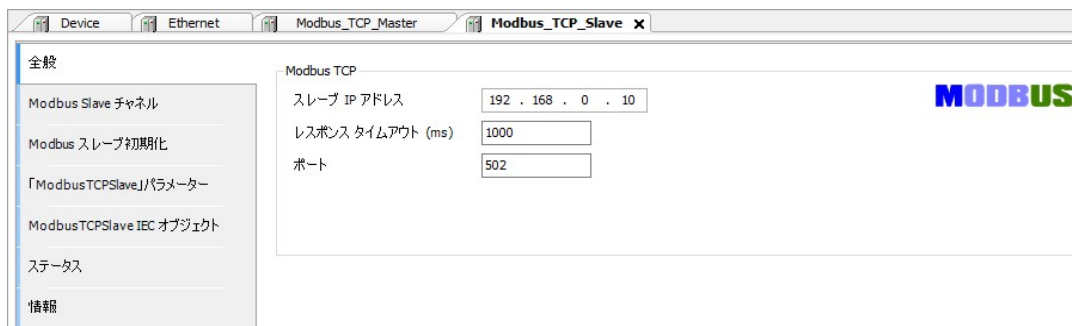 Device Ethernet Modbus_TCP_Master Modbus_TCP_Slave x
全般
Modbus Slave チャネル
Modbus スレーブ初期化
「ModbusTCPSlave」パラメーター
ModbusTCPSlave IEC オブジェクト
ステータス
情報
Modbus TCP
スレーブ IP アドレス 192 . 168 . 0 . 10
レスポンス タイムアウト (ms) 1000
ポート 502
MODBUS